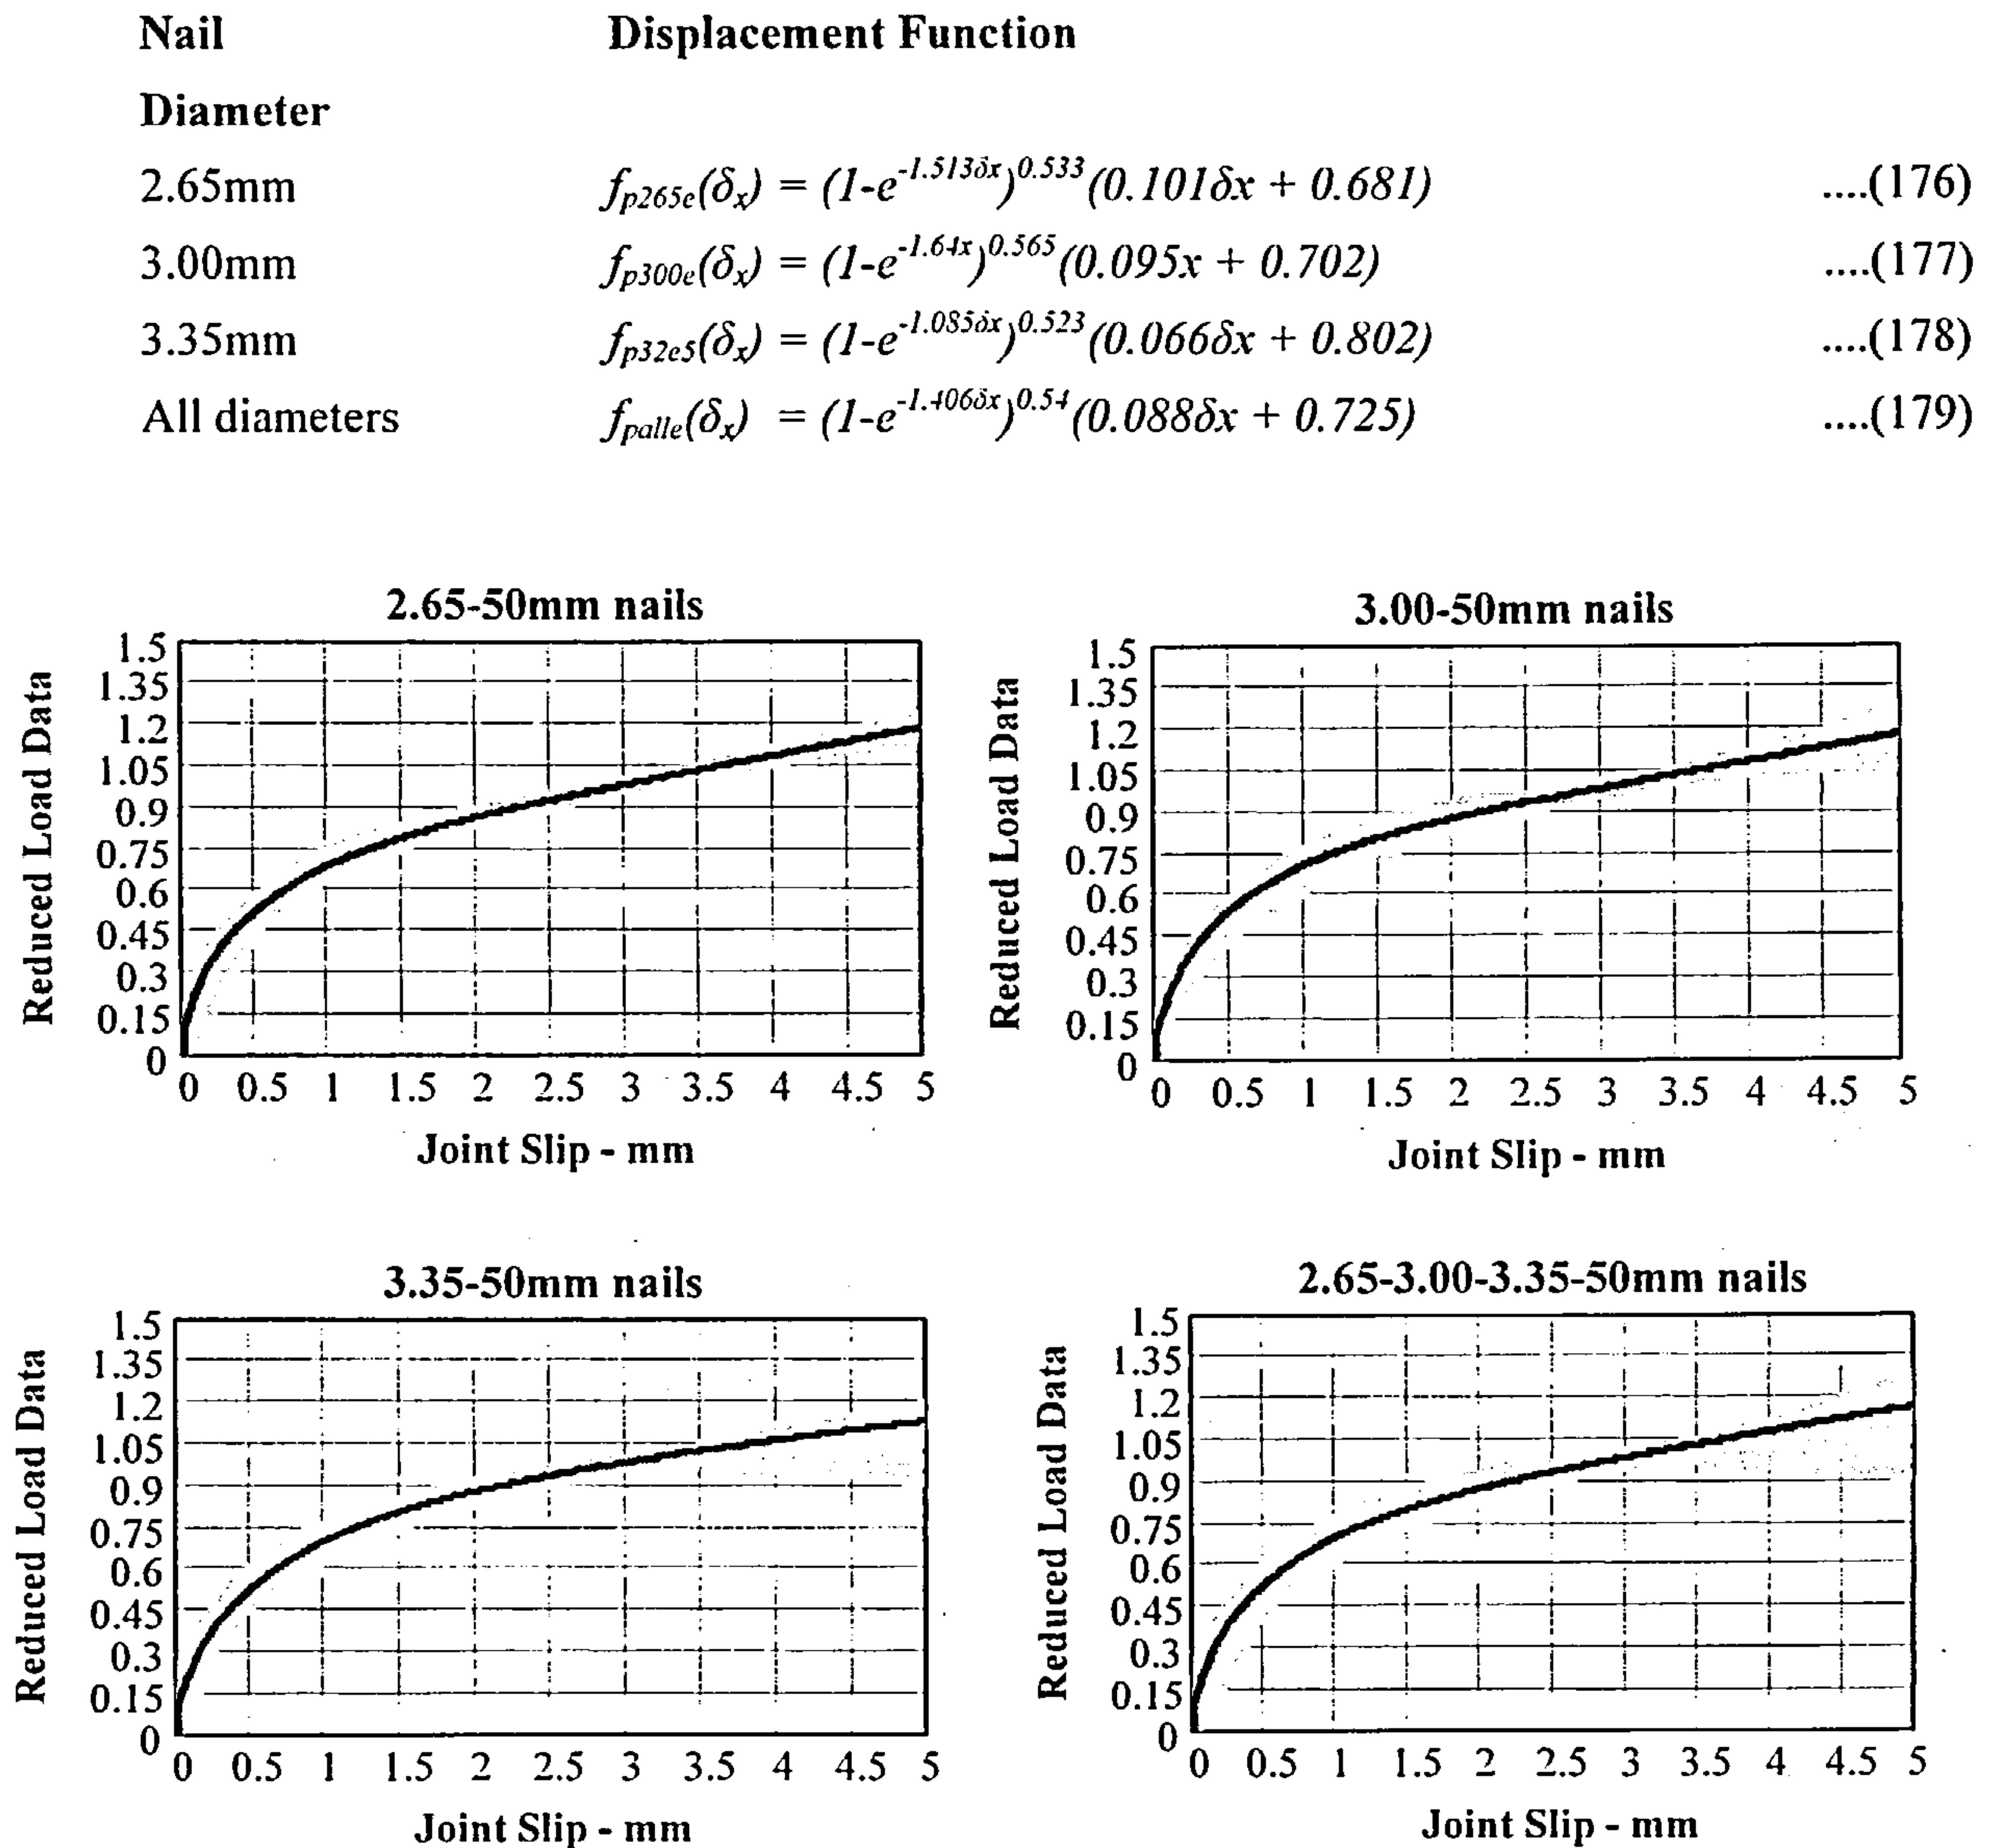 Nail Displacement Function
Diameter
2.65mm f_{p265e}(δ_x) = (1-e^{-1.513δx})^{0.533}(0.101δx + 0.681) ....(176)
3.00mm f_{p300e}(δ_x) = (1-e^{-1.64x})^{0.565}(0.095x + 0.702) ....(177)
3.35mm f_{p32e5}(δ_x) = (1-e^{-1.085δx})^{0.523}(0.066δx + 0.802) ....(178)
All diameters f_{palle}(δ_x) = (1-e^{-1.406δx})^{0.54}(0.088δx + 0.725) ....(179)
2.65-50mm nails
Reduced Load Data
1.5
1.35
1.2
1.05
0.9
0.75
0.6
0.45
0.3
0.15
0
0 0.5 1 1.5 2 2.5 3 3.5 4 4.5 5
Joint Slip - mm
3.00-50mm nails
Reduced Load Data
1.5
1.35
1.2
1.05
0.9
0.75
0.6
0.45
0.3
0.15
0
0 0.5 1 1.5 2 2.5 3 3.5 4 4.5 5
Joint Slip - mm
3.35-50mm nails
Reduced Load Data
1.5
1.35
1.2
1.05
0.9
0.75
0.6
0.45
0.3
0.15
0
0 0.5 1 1.5 2 2.5 3 3.5 4 4.5 5
Joint Slip - mm
2.65-3.00-3.35-50mm nails
Reduced Load Data
1.5
1.35
1.2
1.05
0.9
0.75
0.6
0.45
0.3
0.15
0
0 0.5 1 1.5 2 2.5 3 3.5 4 4.5 5
Joint Slip - mm